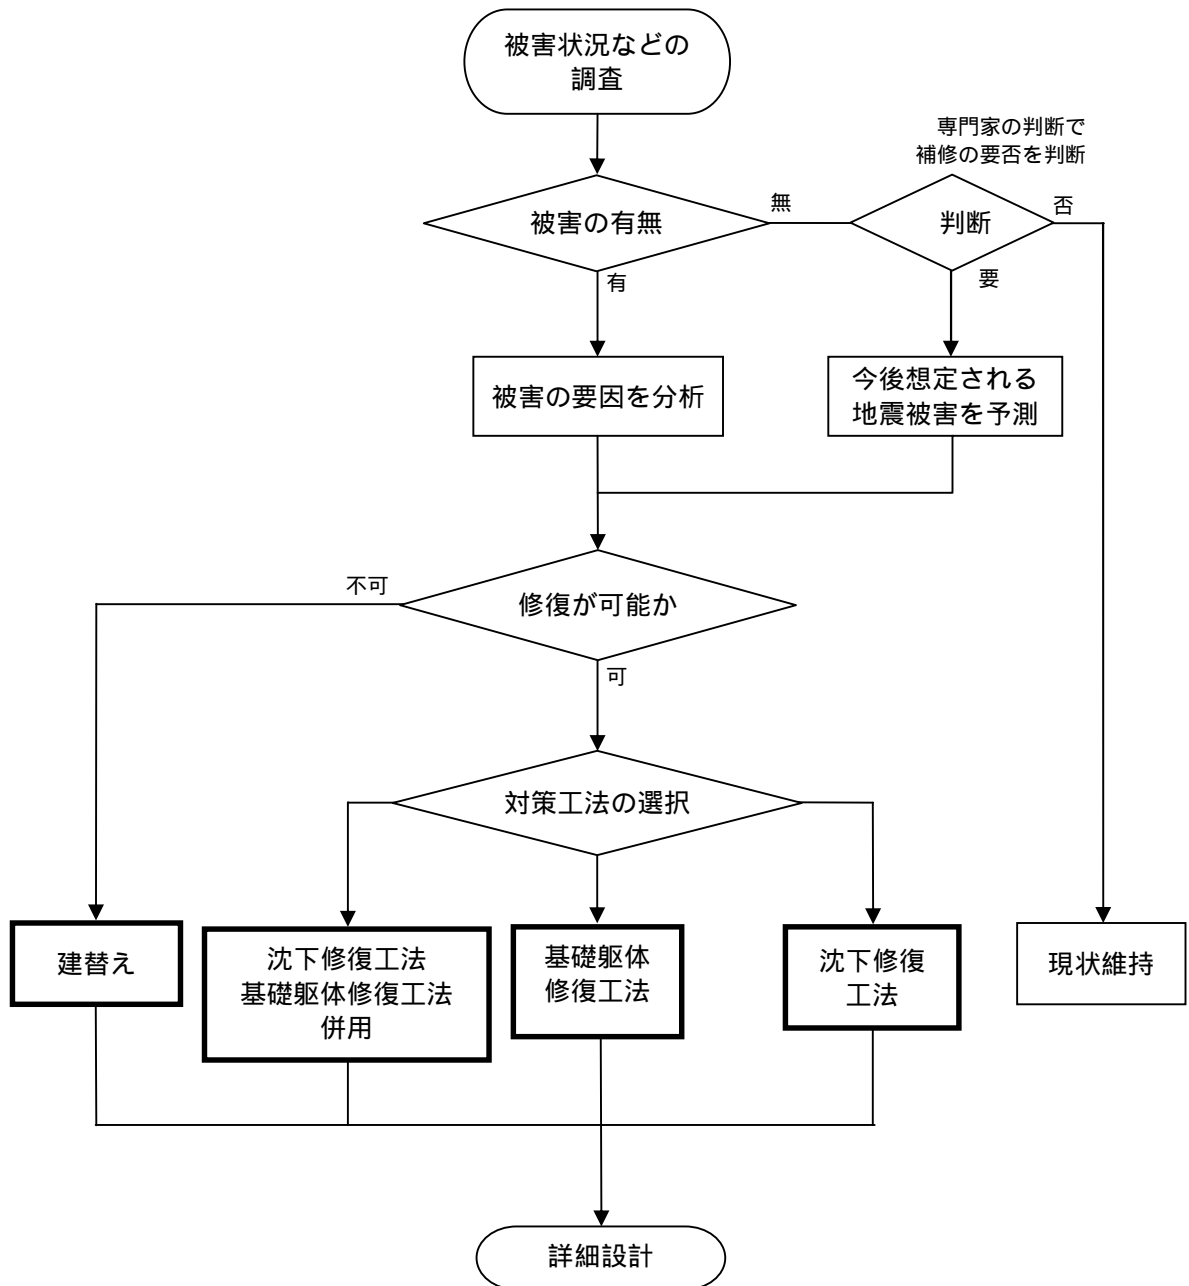 被害状況などの
調査
専門家の判断で
補修の要否を判断
被害の有無
無
判断
否
有
要
被害の要因を分析
今後想定される
地震被害を予測
不可
修復が可能か
可
対策工法の選択
建替え
沈下修復工法
基礎躯体修復工法
併用
基礎躯体
修復工法
沈下修復
工法
現状維持
詳細設計